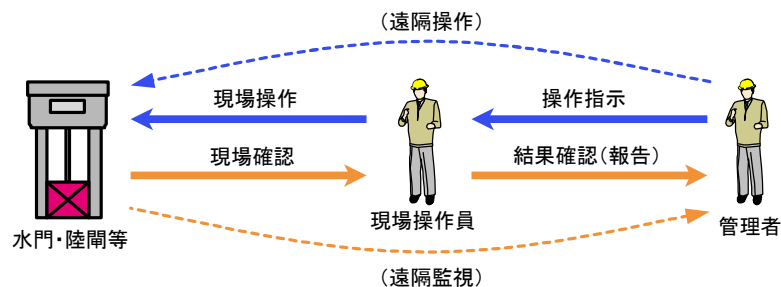 （遠隔操作）
現場操作
操作指示
現場確認
結果確認（報告）
水門・陸閘等
現場操作員
管理者
（遠隔監視）